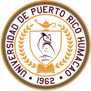 UNIVERSIDAD DE PUERTO RICO HUMACAO
• 1962 •